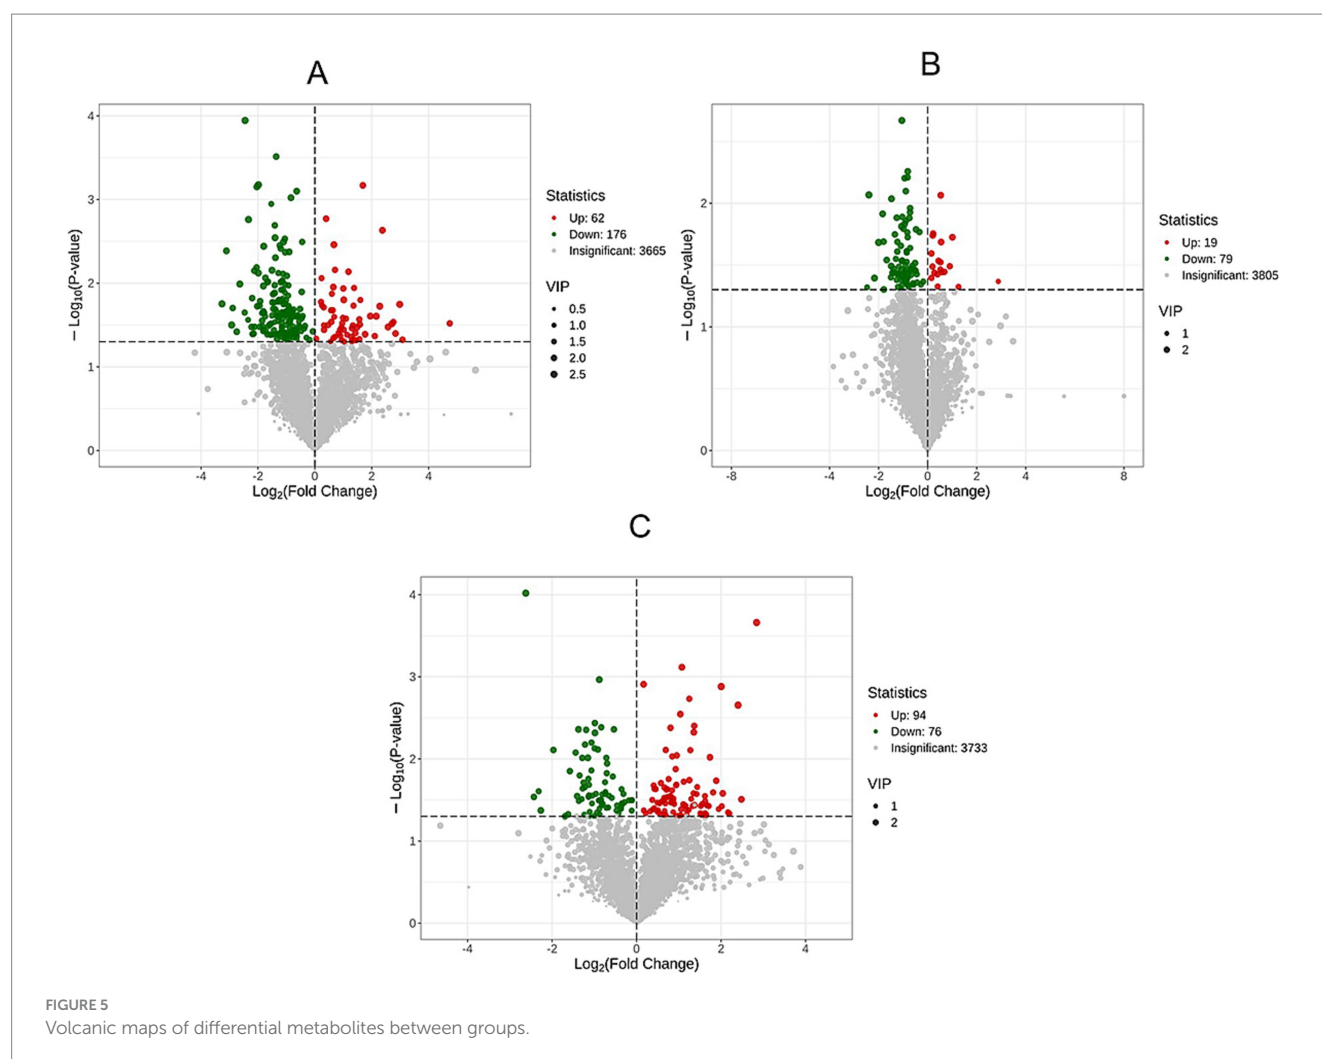 A
B
4
3
2
1
0
-4
-2
0
2
4
− Log10(P-value)
Log2(Fold Change)
Statistics
Up: 62
Down: 176
Insignificant: 3665
VIP
0.5
1.0
1.5
2.0
2.5
2
1
0
-8
-4
-2
0
2
4
8
− Log10(P-value)
Log2(Fold Change)
Statistics
Up: 19
Down: 79
Insignificant: 3805
VIP
1
2
C
4
3
2
1
0
-4
-2
0
2
4
− Log10(P-value)
Log2(Fold Change)
Statistics
Up: 94
Down: 76
Insignificant: 3733
VIP
1
2
FIGURE 5
Volcanic maps of differential metabolites between groups.